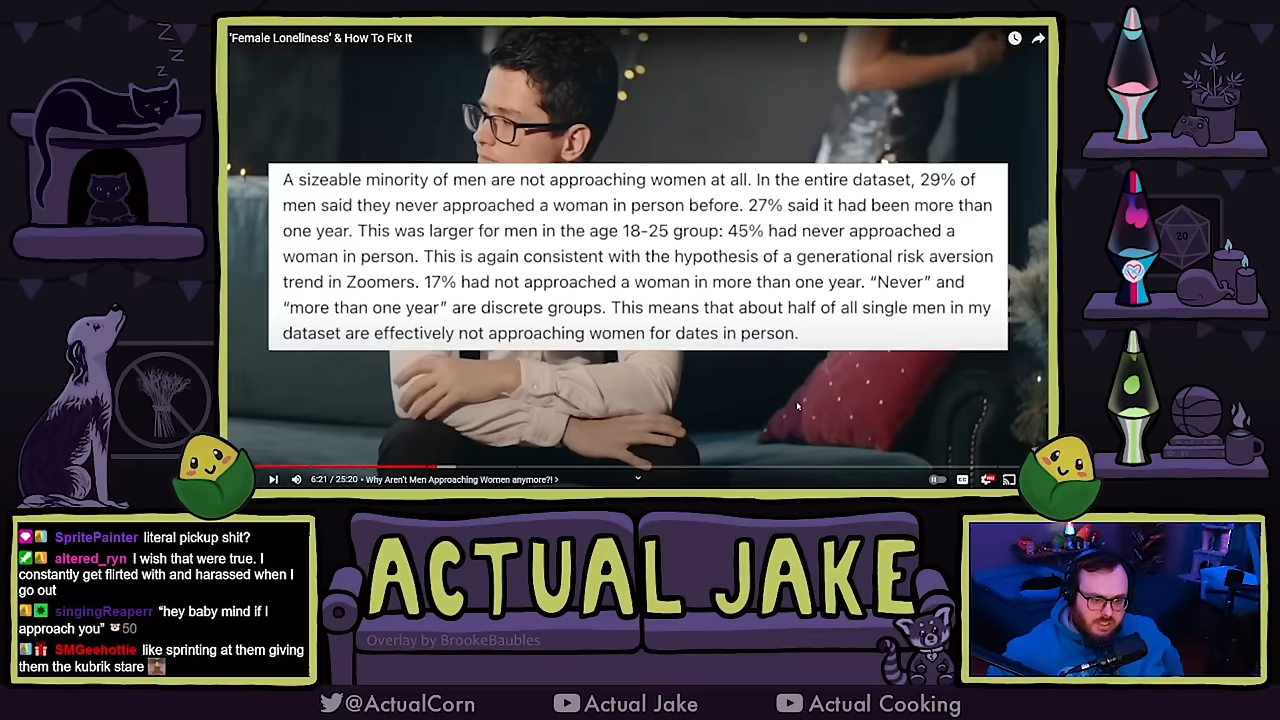 'Female Loneliness' & How To Fix It
A sizeable minority of men are not approaching women at all. In the entire dataset, 29% of
men said they never approached a woman in person before. 27% said it had been more than
one year. This was larger for men in the age 18-25 group: 45% had never approached a
woman in person. This is again consistent with the hypothesis of a generational risk aversion
trend in Zoomers. 17% had not approached a woman in more than one year. “Never” and
“more than one year” are discrete groups. This means that about half of all single men in my
dataset are effectively not approaching women for dates in person.
6:21 / 25:20 • Why Aren't Men Approaching Women anymore?! >
SpritePainter literal pickup shit?
altered_ryn I wish that were true. I
constantly get flirted with and harassed when I
go out
singingReaperr “hey baby mind if I
approach you” 50
SMGeehottie like sprinting at them giving
them the kubrik stare
ACTUAL JAKE
Overlay by BrookeBaubles
@ActualCorn
Actual Jake
Actual Cooking
Z
Z
Z
20
CC
HD